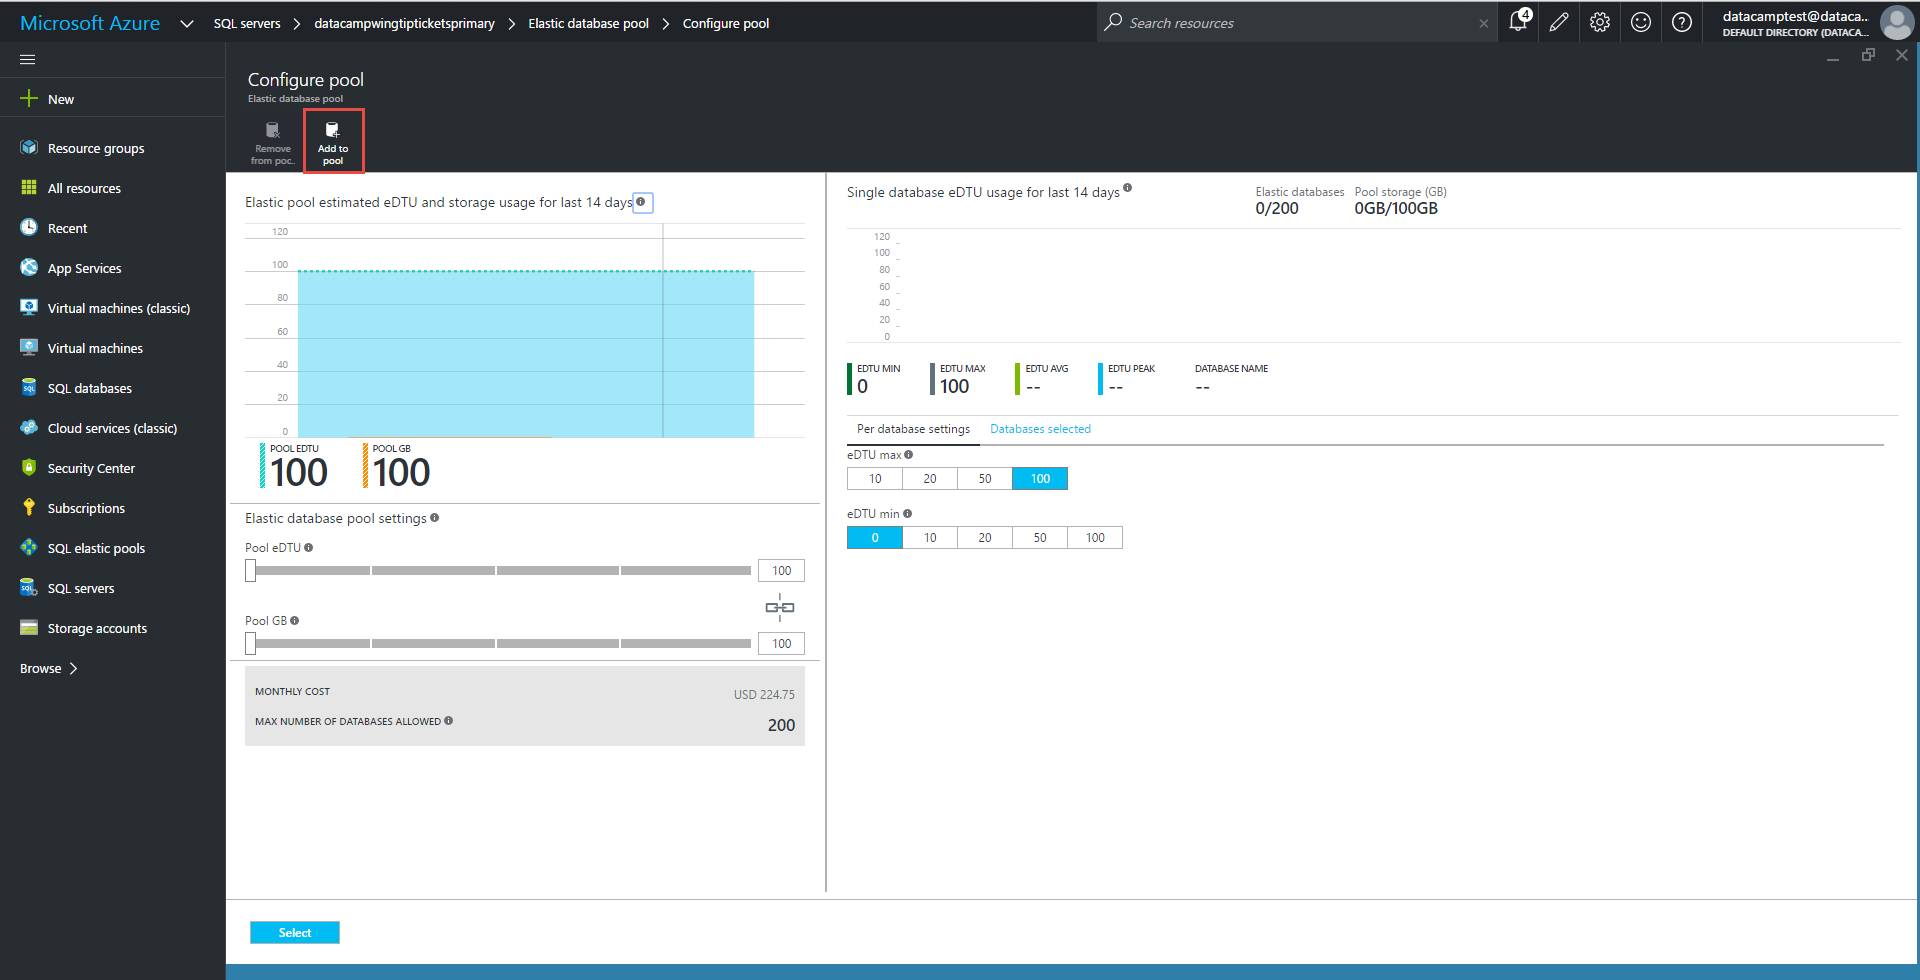 Microsoft Azure
SQL servers
datacampwingtipticketsprimary
Elastic database pool
Configure pool
Search resources
4
datacamptest@dataca...
DEFAULT DIRECTORY (DATACA...
New
Resource groups
All resources
Recent
App Services
Virtual machines (classic)
Virtual machines
SQL databases
Cloud services (classic)
Security Center
Subscriptions
SQL elastic pools
SQL servers
Storage accounts
Browse
Configure pool
Elastic database pool
Remove
from poc..
Add to
pool
Elastic pool estimated eDTU and storage usage for last 14 days
120
100
80
60
40
20
0
POOL EDTU
100
POOL GB
100
Elastic database pool settings
Pool eDTU
100
Pool GB
100
MONTHLY COST
USD 224.75
MAX NUMBER OF DATABASES ALLOWED
200
Single database eDTU usage for last 14 days
Elastic databases
0/200
Pool storage (GB)
0GB/100GB
120
100
80
60
40
20
0
EDTU MIN
0
EDTU MAX
100
EDTU AVG
--
EDTU PEAK
--
DATABASE NAME
--
Per database settings
Databases selected
eDTU max
10 20 50 100
eDTU min
0 10 20 50 100
Select